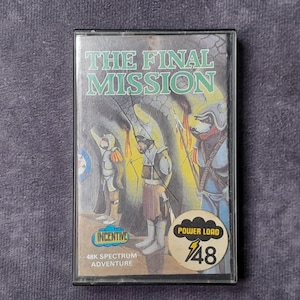 THE FINAL
MISSION
INCENTIVE
48K SPECTRUM
ADVENTURE
POWER LOAD
48